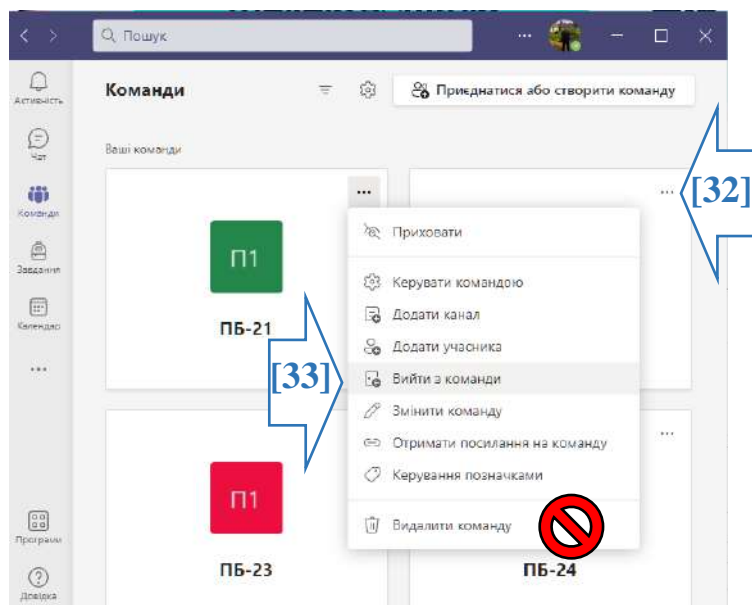 Пошук
Активність
Команди
Приєднатися або створити команду
Чат
Ваші команди
[32]
Команди
Приховати
П1
Завдання
Керувати командою
Додати канал
Календар
ПБ-21
Додати учасника
[33]
Вийти з команди
Змінити команду
Отримати посилання на команду
Керування позначками
П1
Програми
Видалити команду
ПБ-23
ПБ-24
Довідка